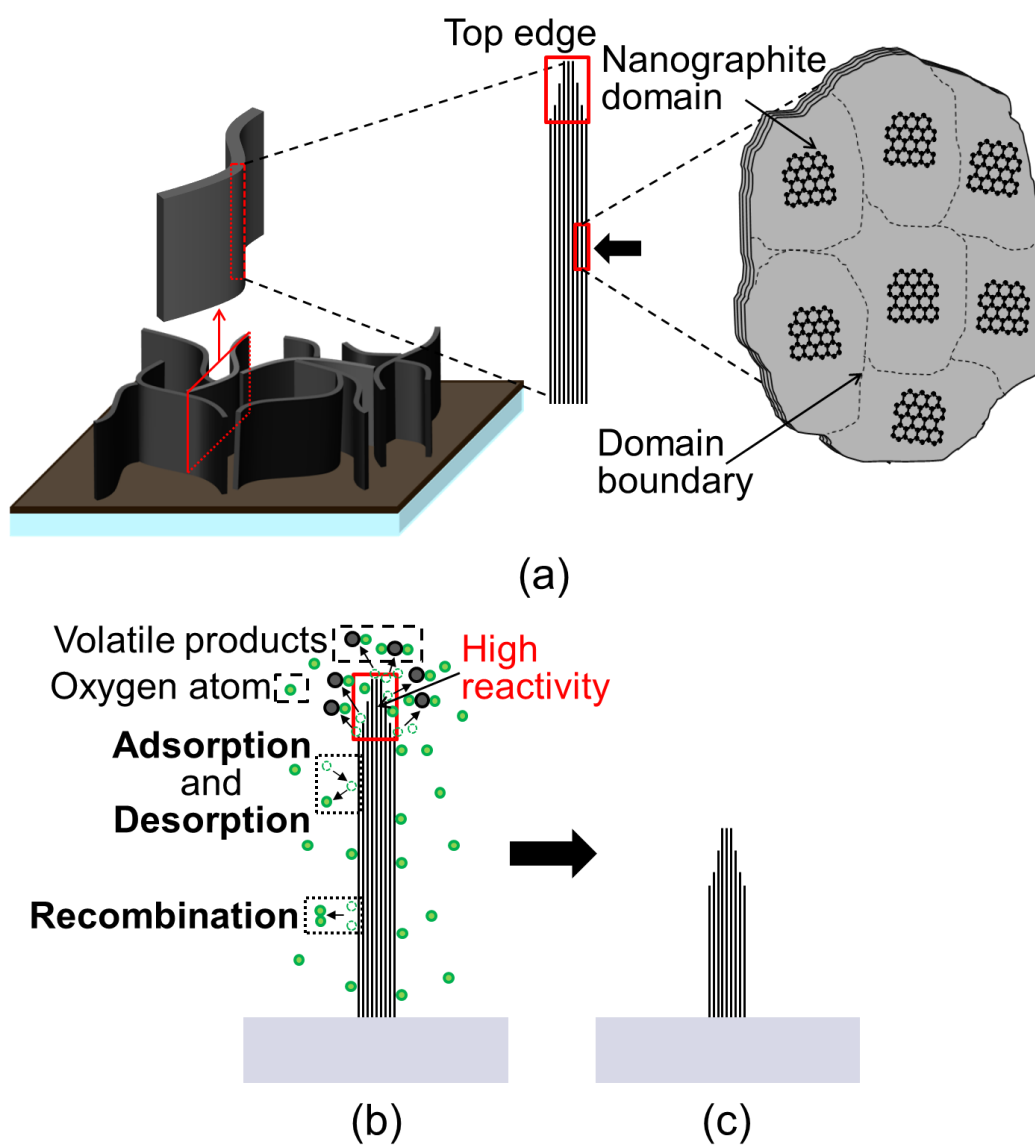 Top edge
Nanographite
domain
Domain
boundary
(a)
Volatile products
Oxygen atom
High
reactivity
Adsorption
and
Desorption
Recombination
(b)
(c)